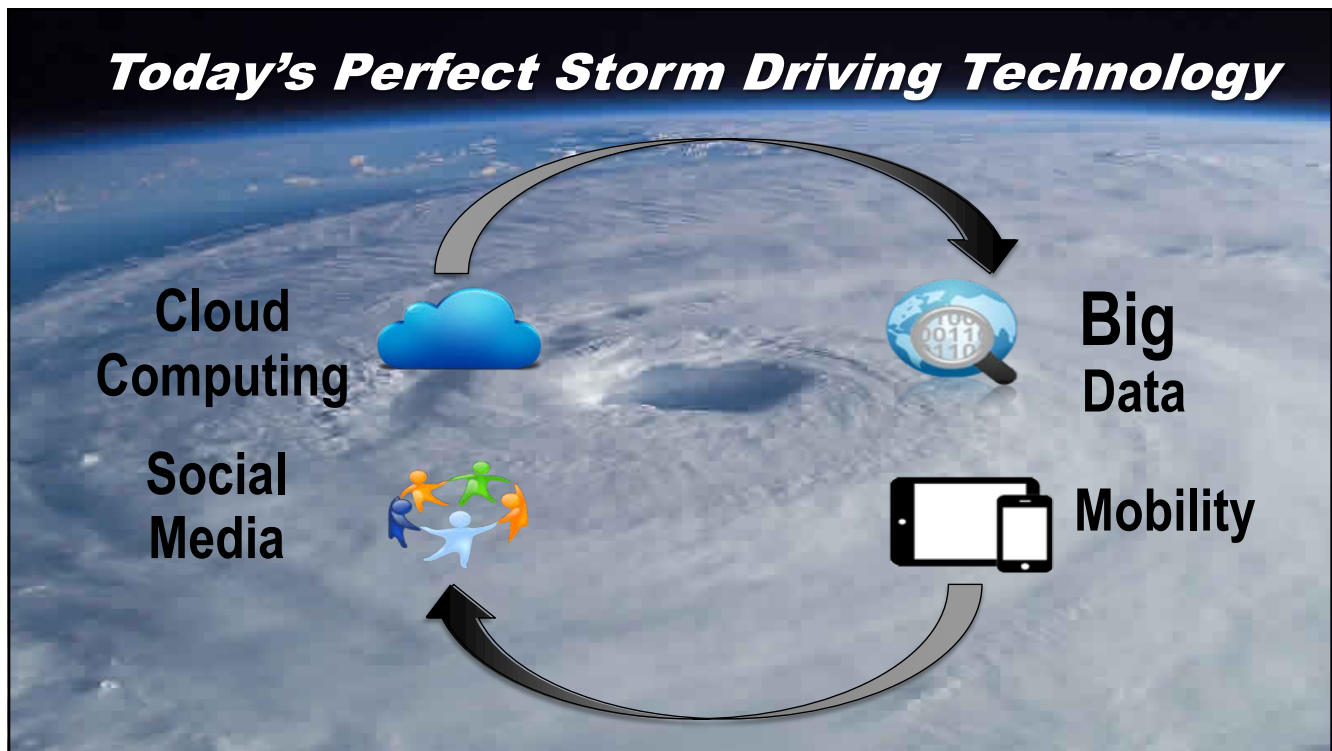 Today's Perfect Storm Driving Technology
Cloud
Computing
Big
Data
Social
Media
Mobility